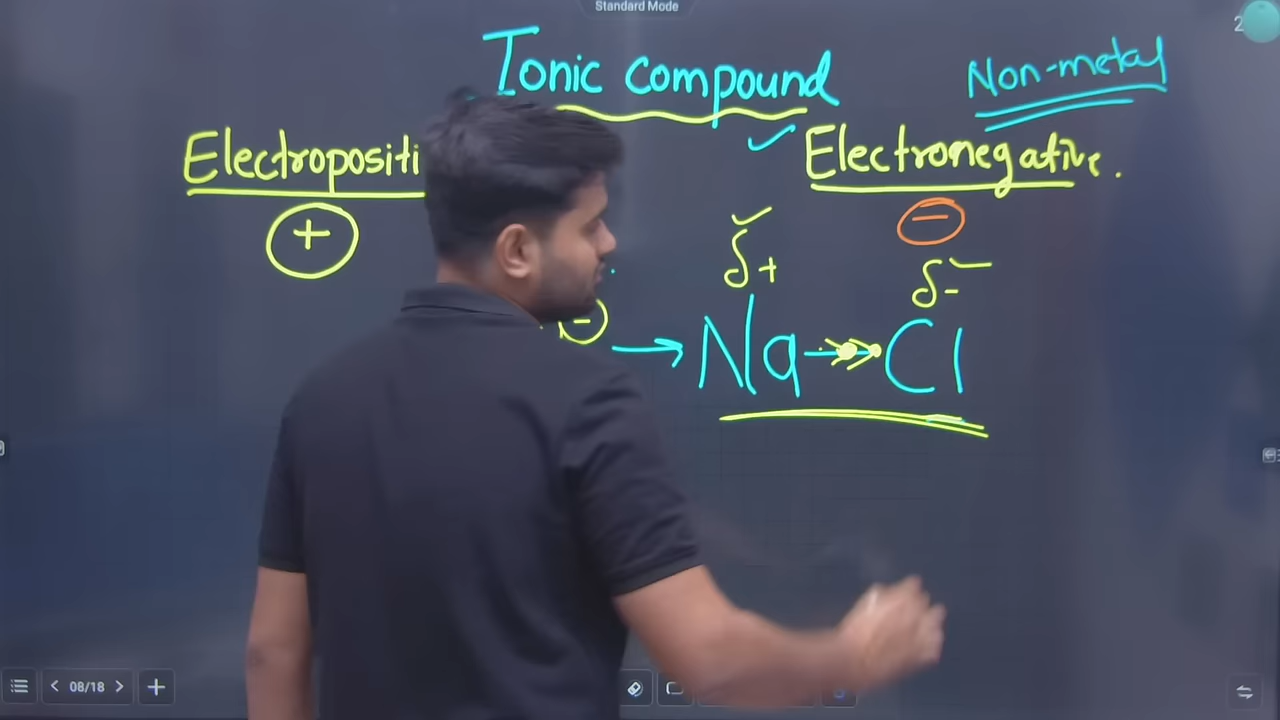 Standard Mode
Ionic compound
Non-metal
Electropositi
Electronegative.
+
−
δ+
δ-
-
→ Na → Cl
08/18